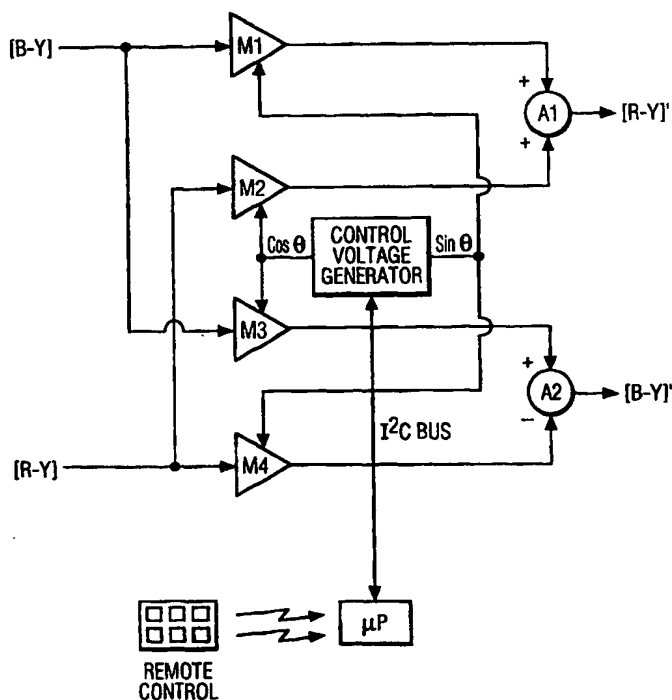 [B-Y]
M1
+
A1
[R-Y]'
+
M2
Cos θ
CONTROL
VOLTAGE
GENERATOR
Sin θ
M3
+
A2
[B-Y]'
−
I²C BUS
[R-Y]
M4
μP
REMOTE
CONTROL